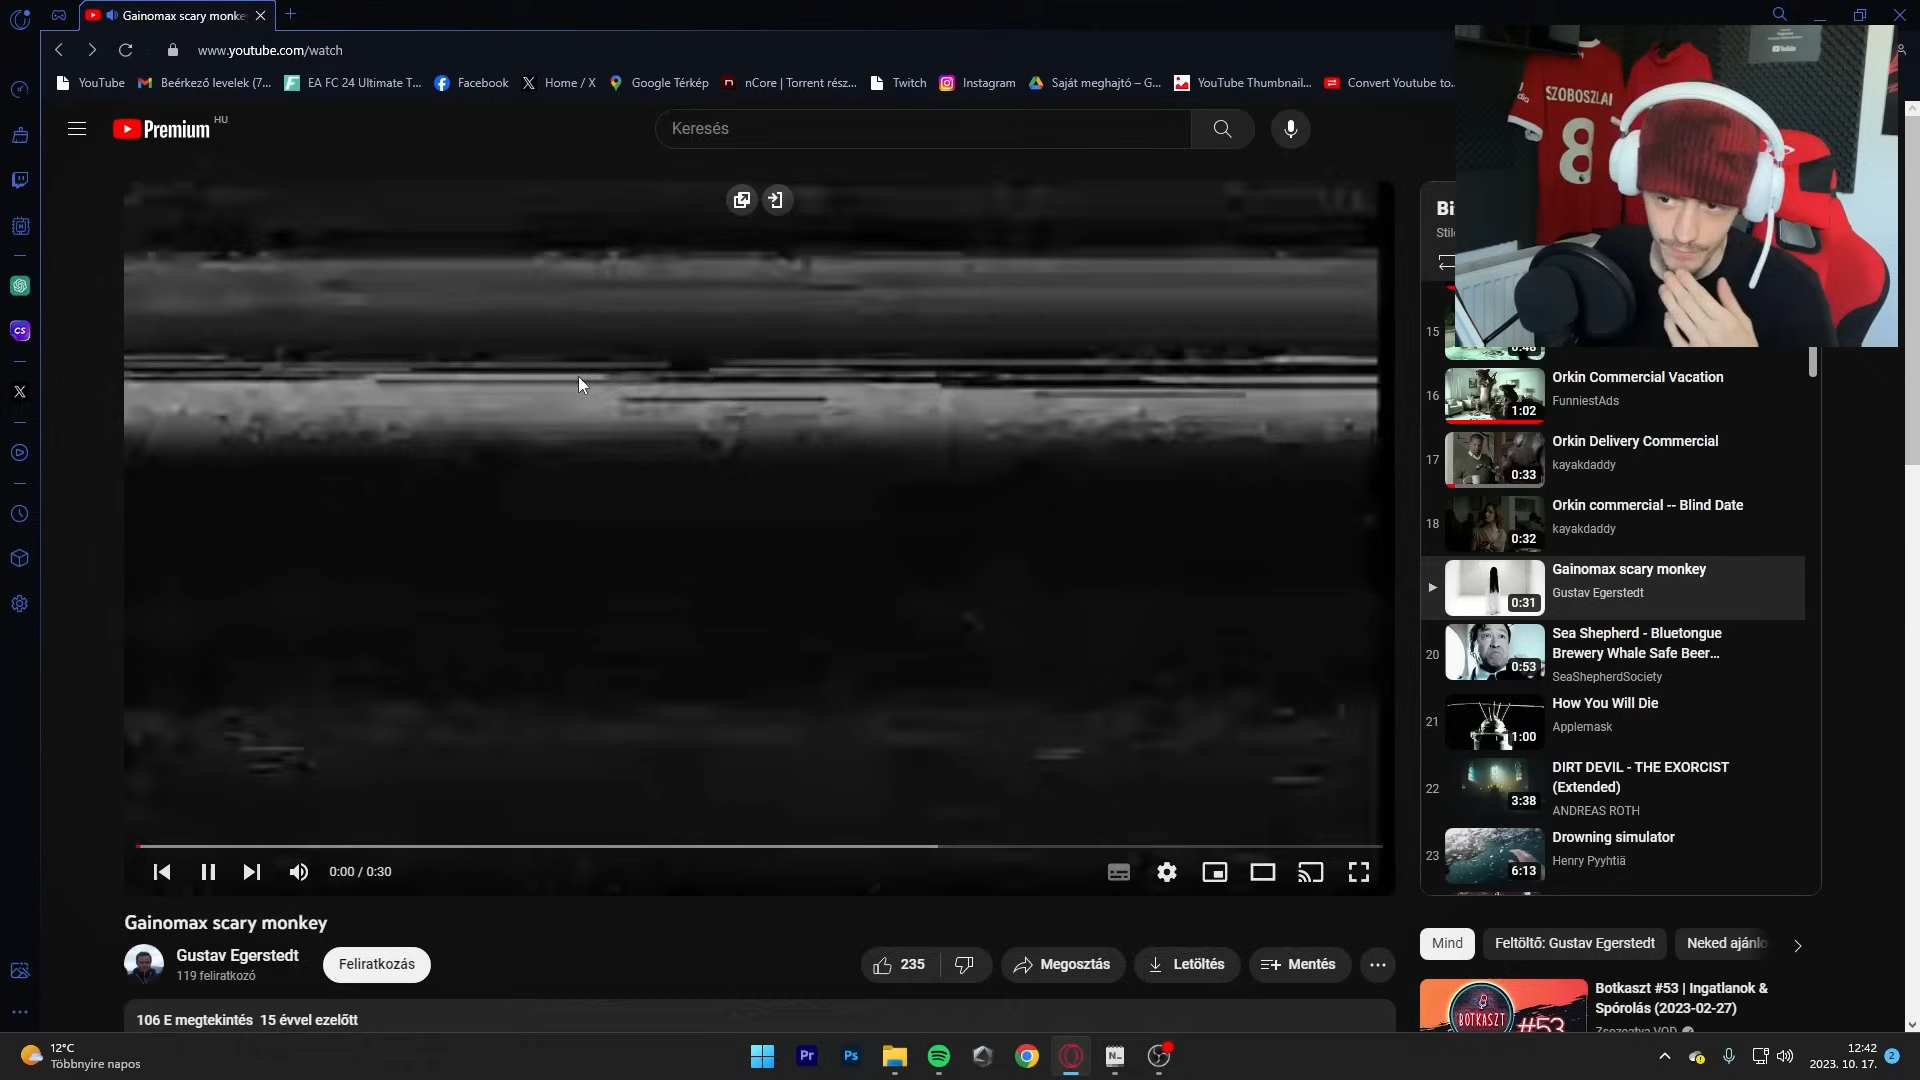 Gainomax scary monke
www.youtube.com/watch
YouTube
Beérkező levelek (7...
EA FC 24 Ultimate T...
Facebook
Home / X
Google Térkép
nCore | Torrent rész...
Twitch
Instagram
Saját meghajtó – G...
YouTube Thumbnail...
Convert Youtube to...
Premium HU
Keresés
SZOBOSZLAI
8
15
0:48
16
1:02
Orkin Commercial Vacation
FunniestAds
17
0:33
Orkin Delivery Commercial
kayakdaddy
18
0:32
Orkin commercial -- Blind Date
kayakdaddy
0:31
Gainomax scary monkey
Gustav Egerstedt
20
0:53
Sea Shepherd - Bluetongue
Brewery Whale Safe Beer...
SeaShepherdSociety
21
1:00
How You Will Die
Applemask
22
3:38
DIRT DEVIL - THE EXORCIST
(Extended)
ANDREAS ROTH
23
6:13
Drowning simulator
Henry Pyyhtiä
0:00 / 0:30
Gainomax scary monkey
Gustav Egerstedt
119 feliratkozó
Feliratkozás
235
Megosztás
Letöltés
Mentés
106 E megtekintés 15 évvel ezelőtt
Mind
Feltöltő: Gustav Egerstedt
Neked ajánlo
BOTKASZT
#53
Botkaszt #53 | Ingatlanok &
Spórolás (2023-02-27)
12°C
Többnyire napos
Pr
Ps
12:42
2023. 10. 17.
2